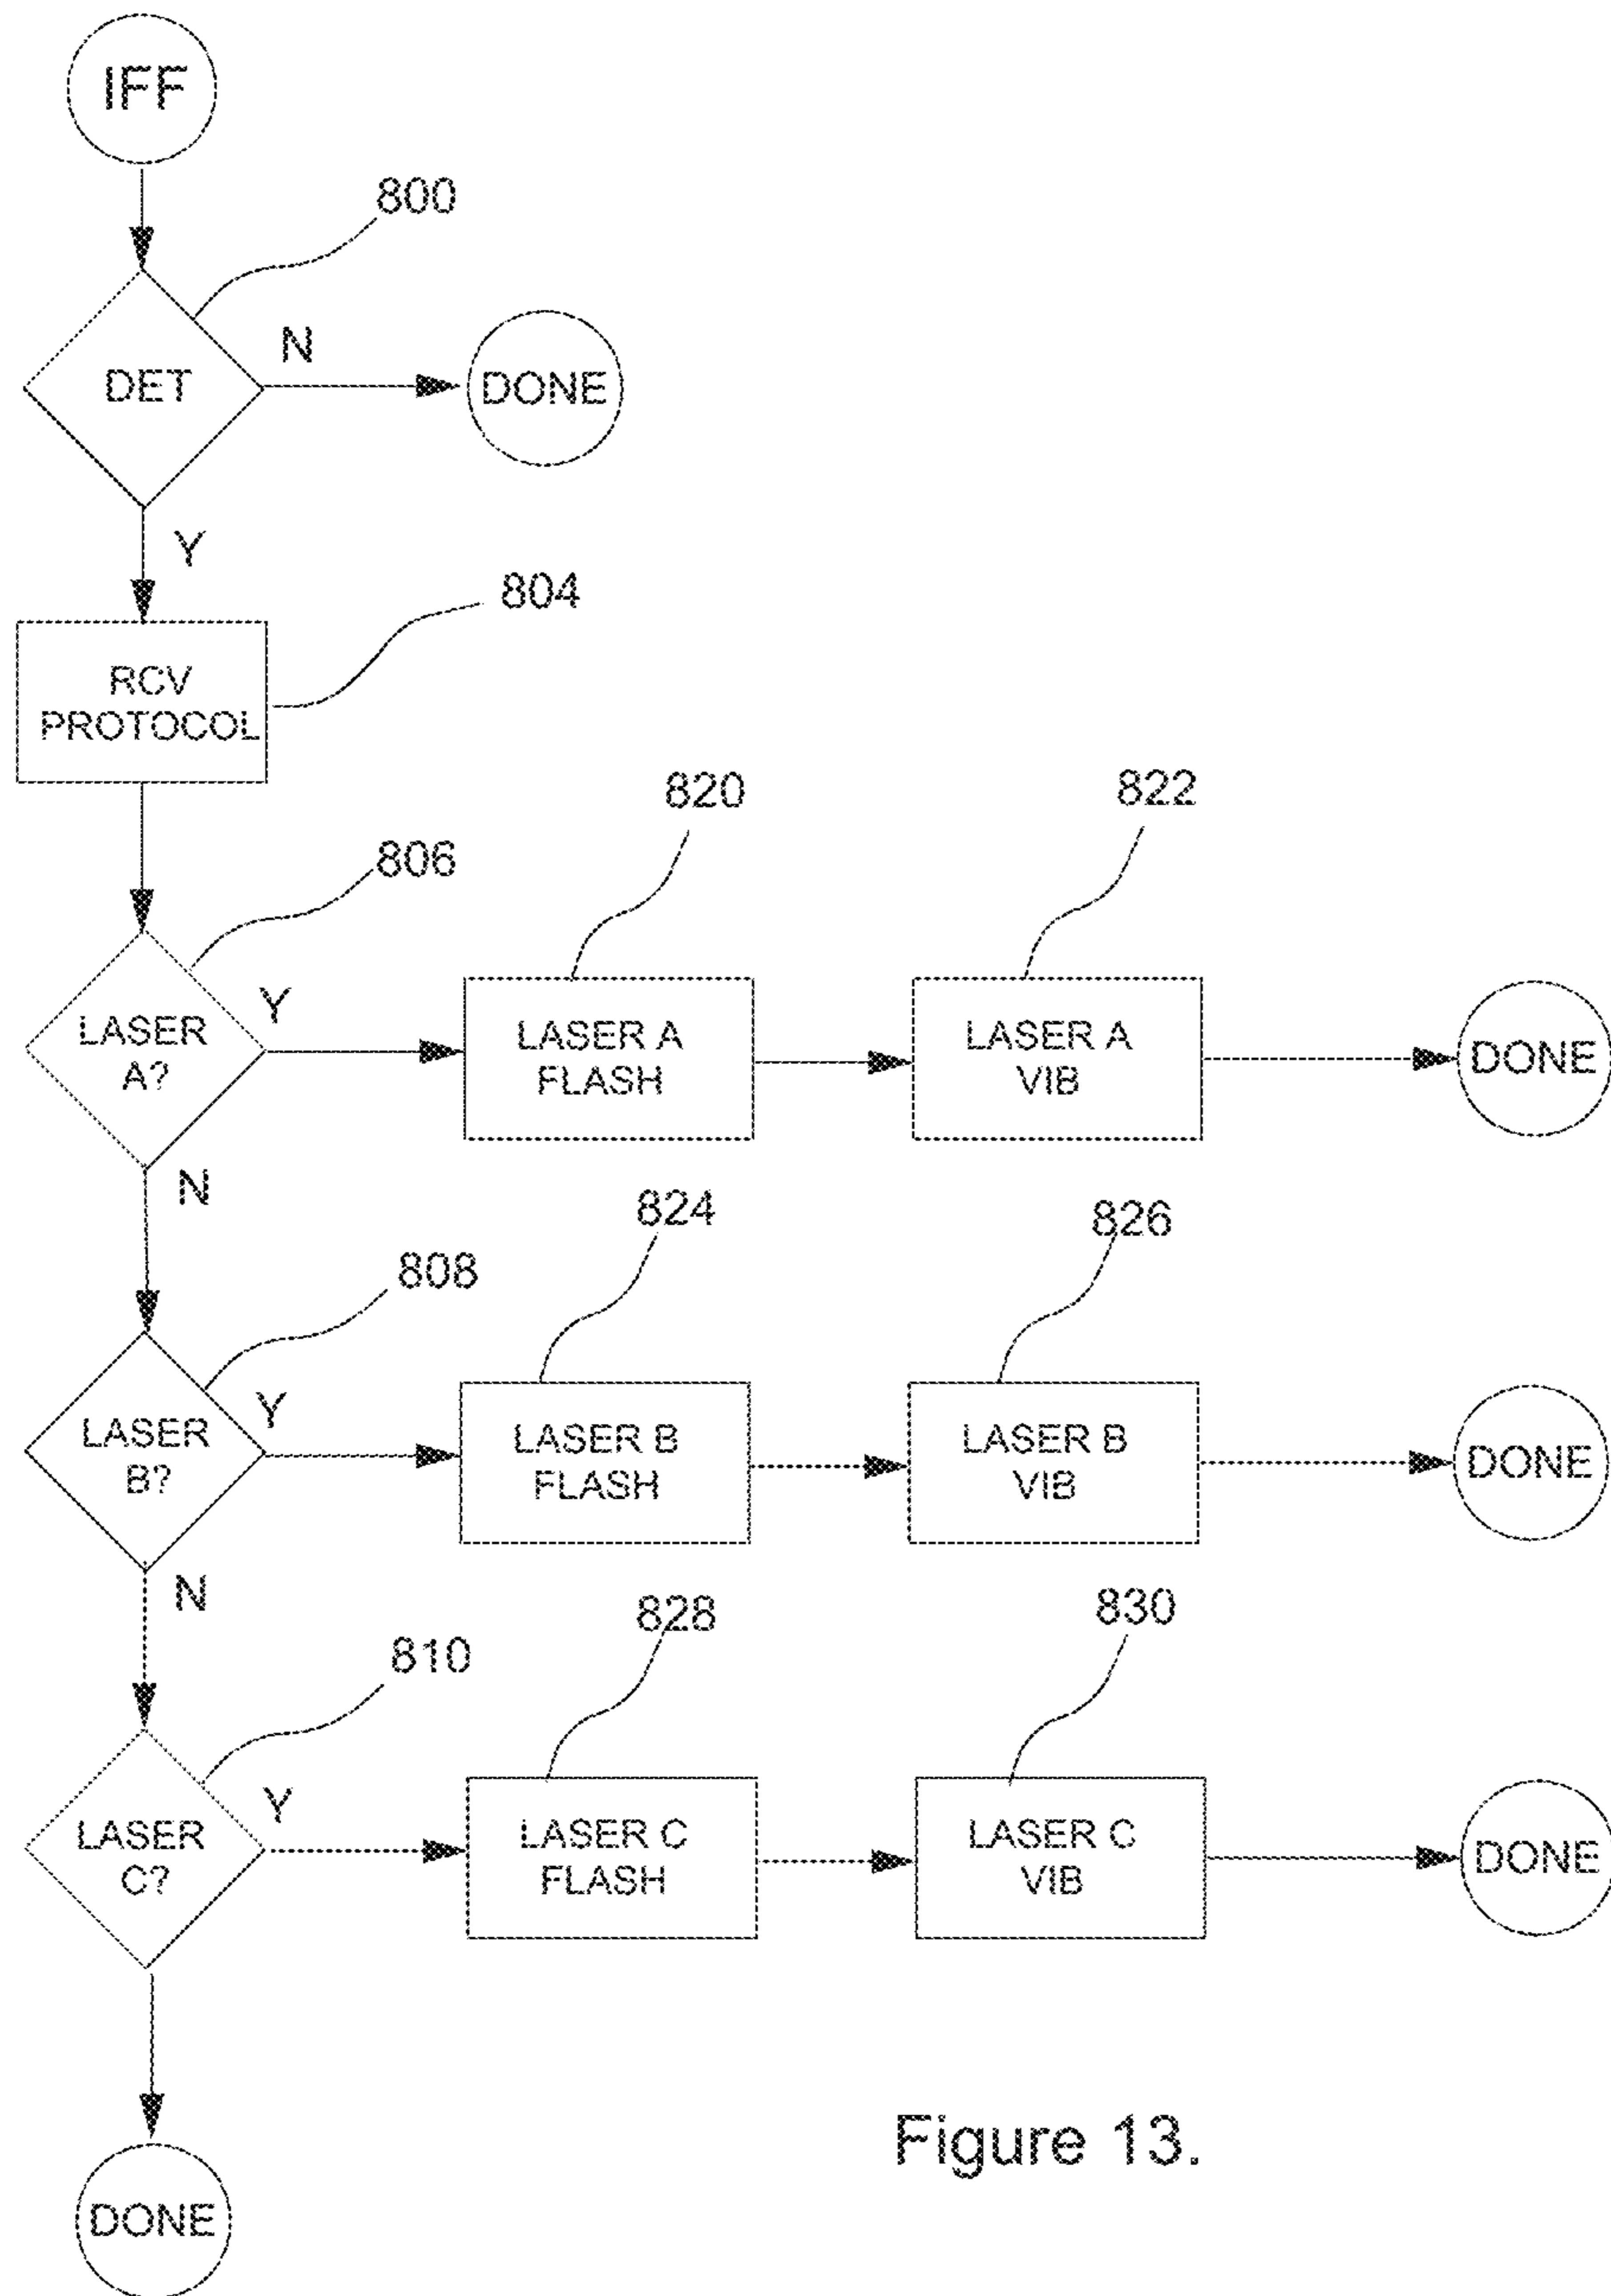 IFF
800
DET
N
DONE
Y
804
RCV
PROTOCOL
806
820
822
LASER
A?
Y
LASER A
FLASH
LASER A
VIB
DONE
N
808
824
826
LASER
B?
Y
LASER B
FLASH
LASER B
VIB
DONE
N
810
828
830
LASER
C?
Y
LASER C
FLASH
LASER C
VIB
DONE
DONE
Figure 13.